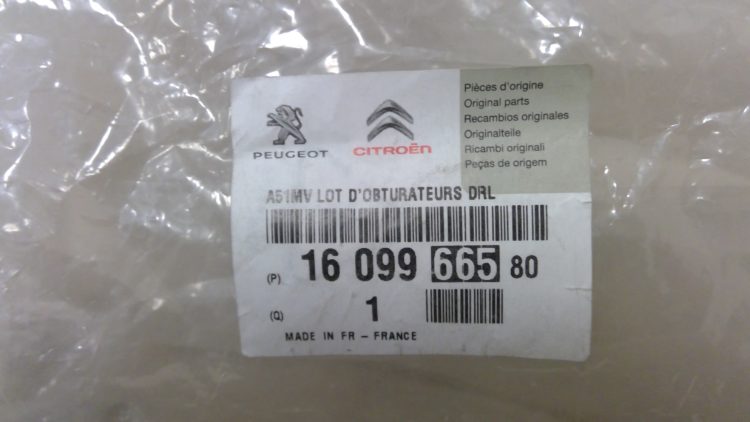 PEUGEOT
CITROËN
Pièces d'origine
Original parts
Recambios originales
Originalteile
Ricambi originali
Peças de origem
A51MV LOT D'OBTURATEURS DRL
(P) 16 099 665 80
(Q) 1
MADE IN FR - FRANCE